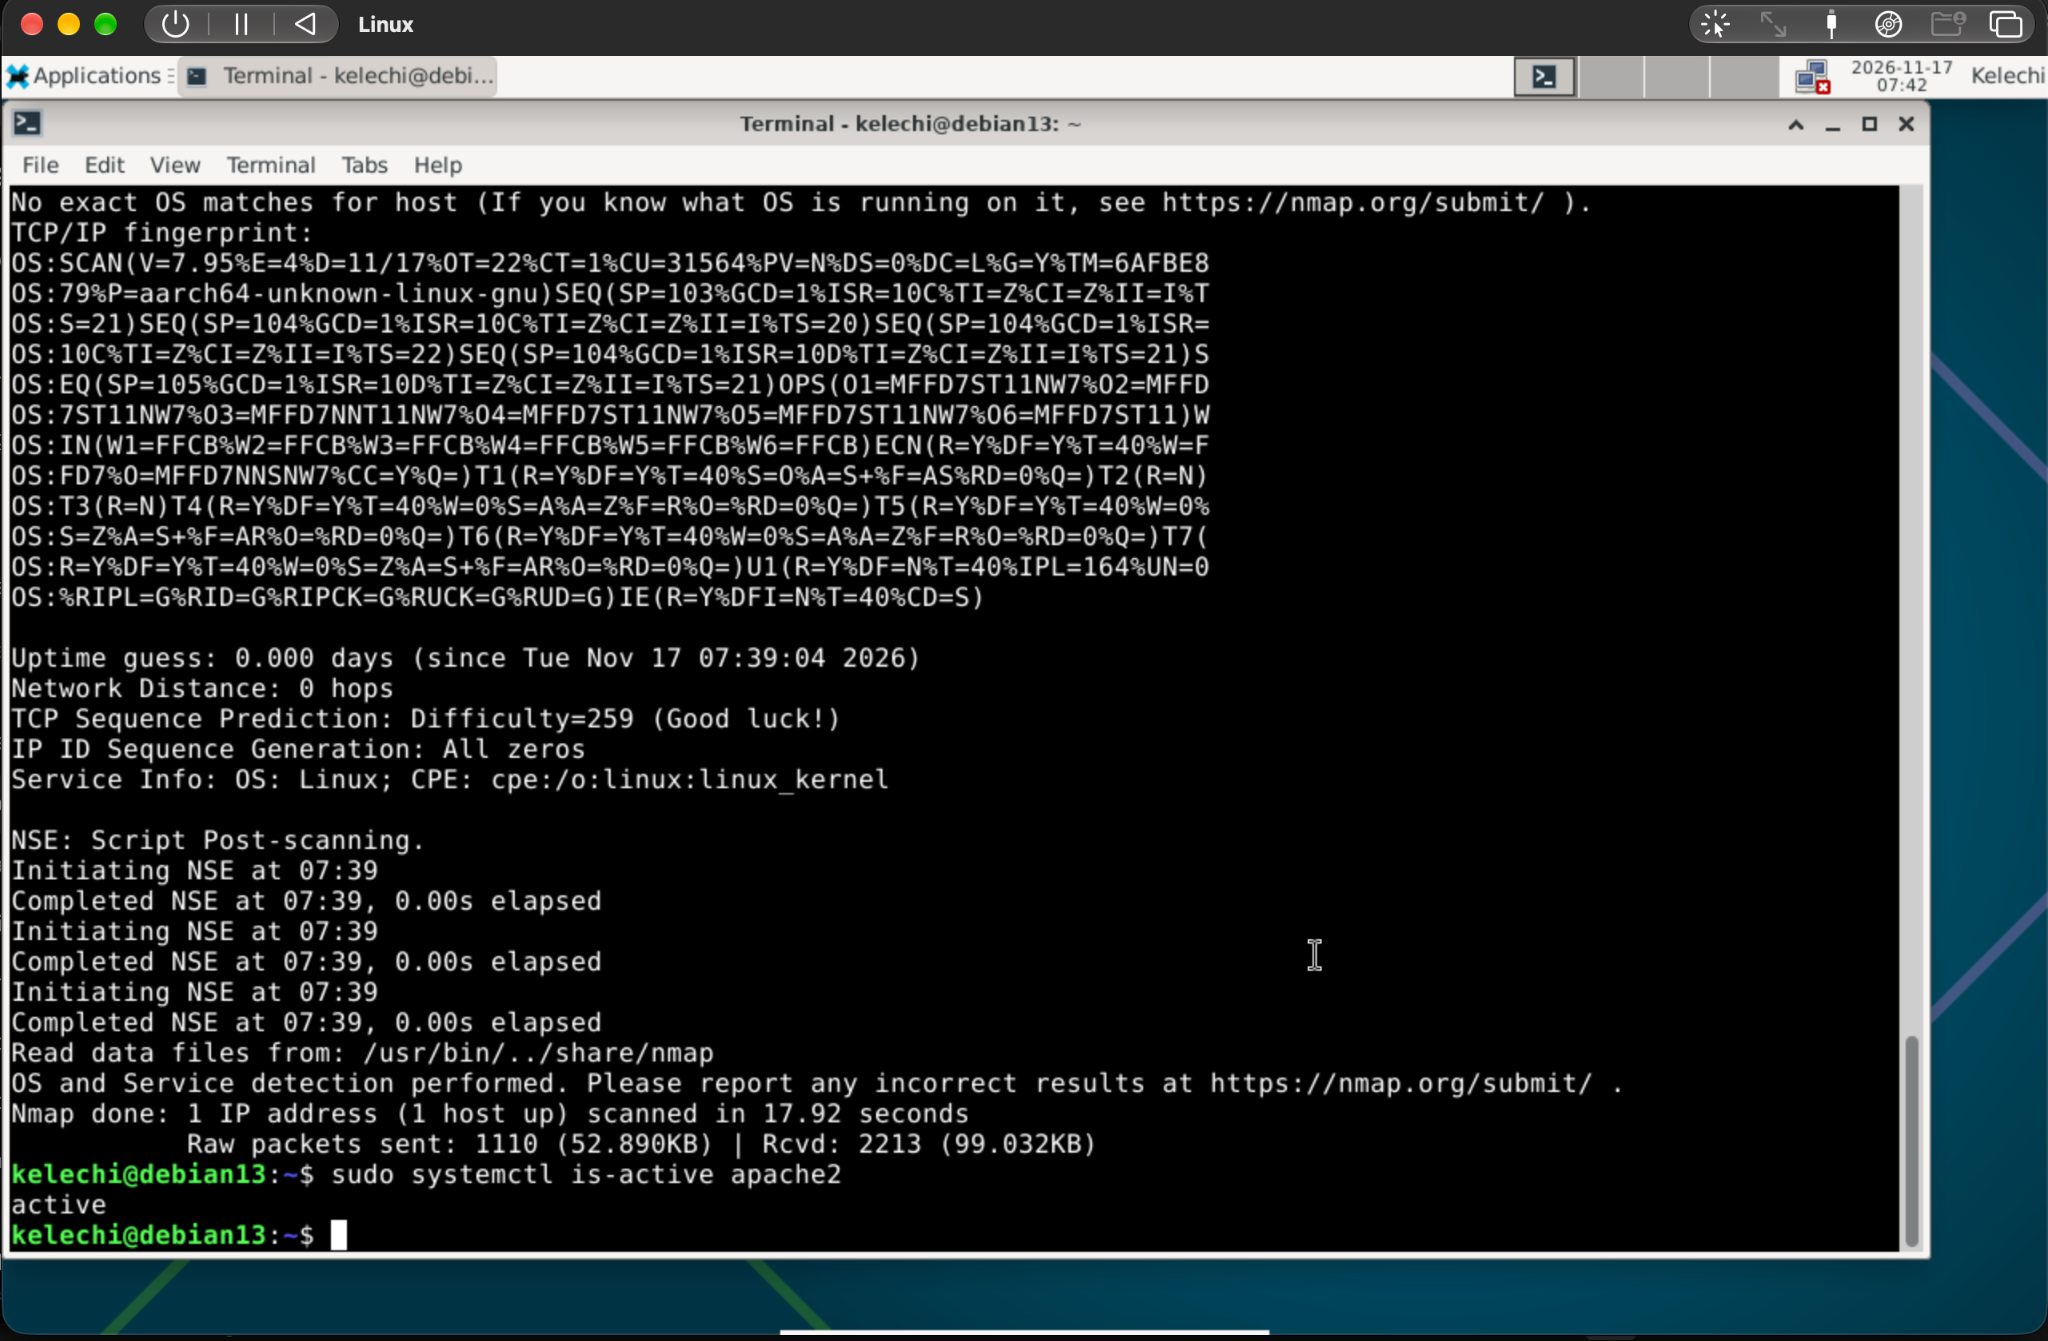 Linux
Applications
Terminal - kelechi@debi...
2026-11-17
07:42
Kelechi
Terminal - kelechi@debian13: ~
File Edit View Terminal Tabs Help
No exact OS matches for host (If you know what OS is running on it, see https://nmap.org/submit/ ).
TCP/IP fingerprint:
OS:SCAN(V=7.95%E=4%D=11/17%OT=22%CT=1%CU=31564%PV=N%DS=0%DC=L%G=Y%TM=6AFBE8
OS:79%P=aarch64-unknown-linux-gnu)SEQ(SP=103%GCD=1%ISR=10C%TI=Z%CI=Z%II=I%T
OS:S=21)SEQ(SP=104%GCD=1%ISR=10C%TI=Z%CI=Z%II=I%TS=20)SEQ(SP=104%GCD=1%ISR=
OS:10C%TI=Z%CI=Z%II=I%TS=22)SEQ(SP=104%GCD=1%ISR=10D%TI=Z%CI=Z%II=I%TS=21)S
OS:EQ(SP=105%GCD=1%ISR=10D%TI=Z%CI=Z%II=I%TS=21)OPS(O1=MFFD7ST11NW7%O2=MFFD
OS:7ST11NW7%O3=MFFD7NNT11NW7%O4=MFFD7ST11NW7%O5=MFFD7ST11NW7%O6=MFFD7ST11)W
OS:IN(W1=FFCB%W2=FFCB%W3=FFCB%W4=FFCB%W5=FFCB%W6=FFCB)ECN(R=Y%DF=Y%T=40%W=F
OS:FD7%O=MFFD7NNSNW7%CC=Y%Q=)T1(R=Y%DF=Y%T=40%S=O%A=S+%F=AS%RD=0%Q=)T2(R=N)
OS:T3(R=N)T4(R=Y%DF=Y%T=40%W=0%S=A%A=Z%F=R%O=%RD=0%Q=)T5(R=Y%DF=Y%T=40%W=0%
OS:S=Z%A=S+%F=AR%O=%RD=0%Q=)T6(R=Y%DF=Y%T=40%W=0%S=A%A=Z%F=R%O=%RD=0%Q=)T7(
OS:R=Y%DF=Y%T=40%W=0%S=Z%A=S+%F=AR%O=%RD=0%Q=)U1(R=Y%DF=N%T=40%IPL=164%UN=0
OS:%RIPL=G%RID=G%RIPCK=G%RUCK=G%RUD=G)IE(R=Y%DFI=N%T=40%CD=S)
Uptime guess: 0.000 days (since Tue Nov 17 07:39:04 2026)
Network Distance: 0 hops
TCP Sequence Prediction: Difficulty=259 (Good luck!)
IP ID Sequence Generation: All zeros
Service Info: OS: Linux; CPE: cpe:/o:linux:linux_kernel
NSE: Script Post-scanning.
Initiating NSE at 07:39
Completed NSE at 07:39, 0.00s elapsed
Initiating NSE at 07:39
Completed NSE at 07:39, 0.00s elapsed
Initiating NSE at 07:39
Completed NSE at 07:39, 0.00s elapsed
Read data files from: /usr/bin/../share/nmap
OS and Service detection performed. Please report any incorrect results at https://nmap.org/submit/ .
Nmap done: 1 IP address (1 host up) scanned in 17.92 seconds
Raw packets sent: 1110 (52.890KB) | Rcvd: 2213 (99.032KB)
kelechi@debian13:~$ sudo systemctl is-active apache2
active
kelechi@debian13:~$